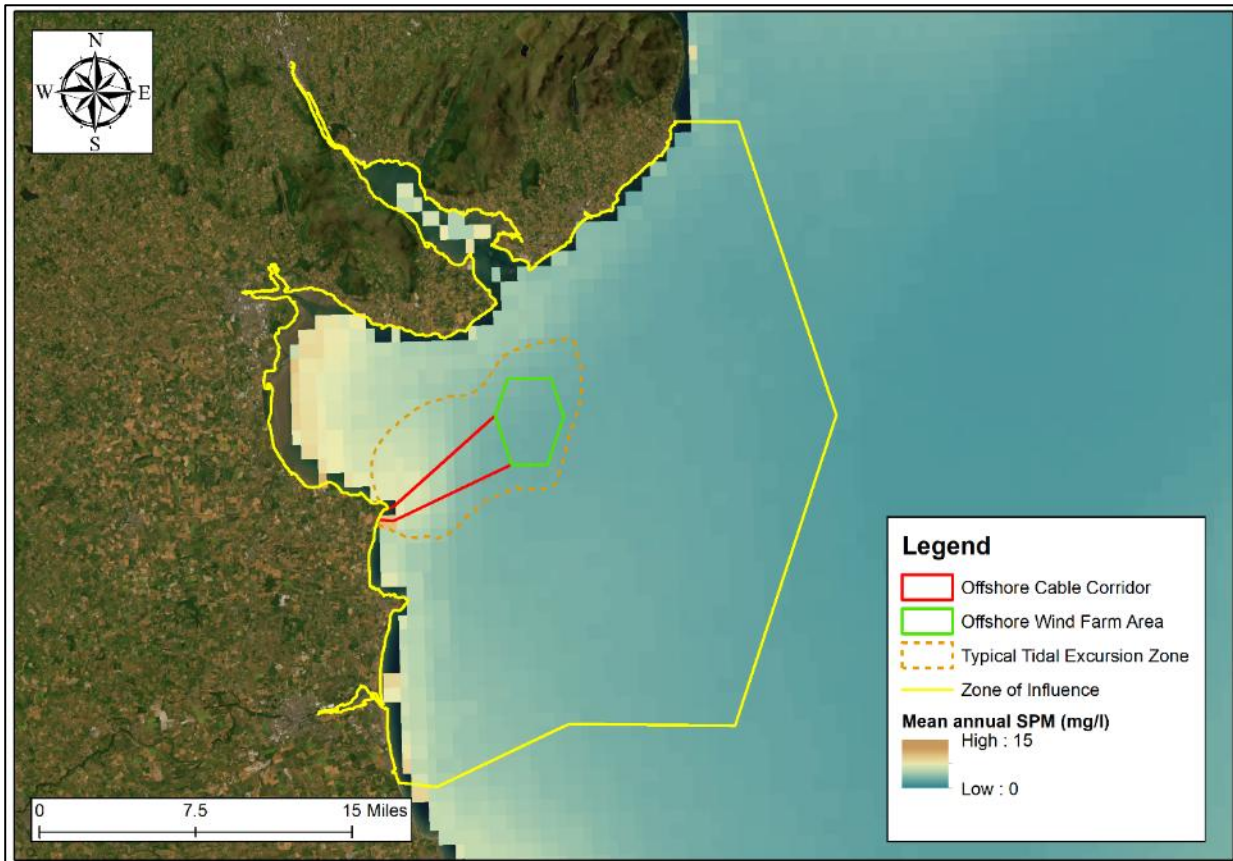 N
W E
S
Legend
Offshore Cable Corridor
Offshore Wind Farm Area
Typical Tidal Excursion Zone
Zone of Influence
Mean annual SPM (mg/l)
High : 15
Low : 0
0 7.5 15 Miles